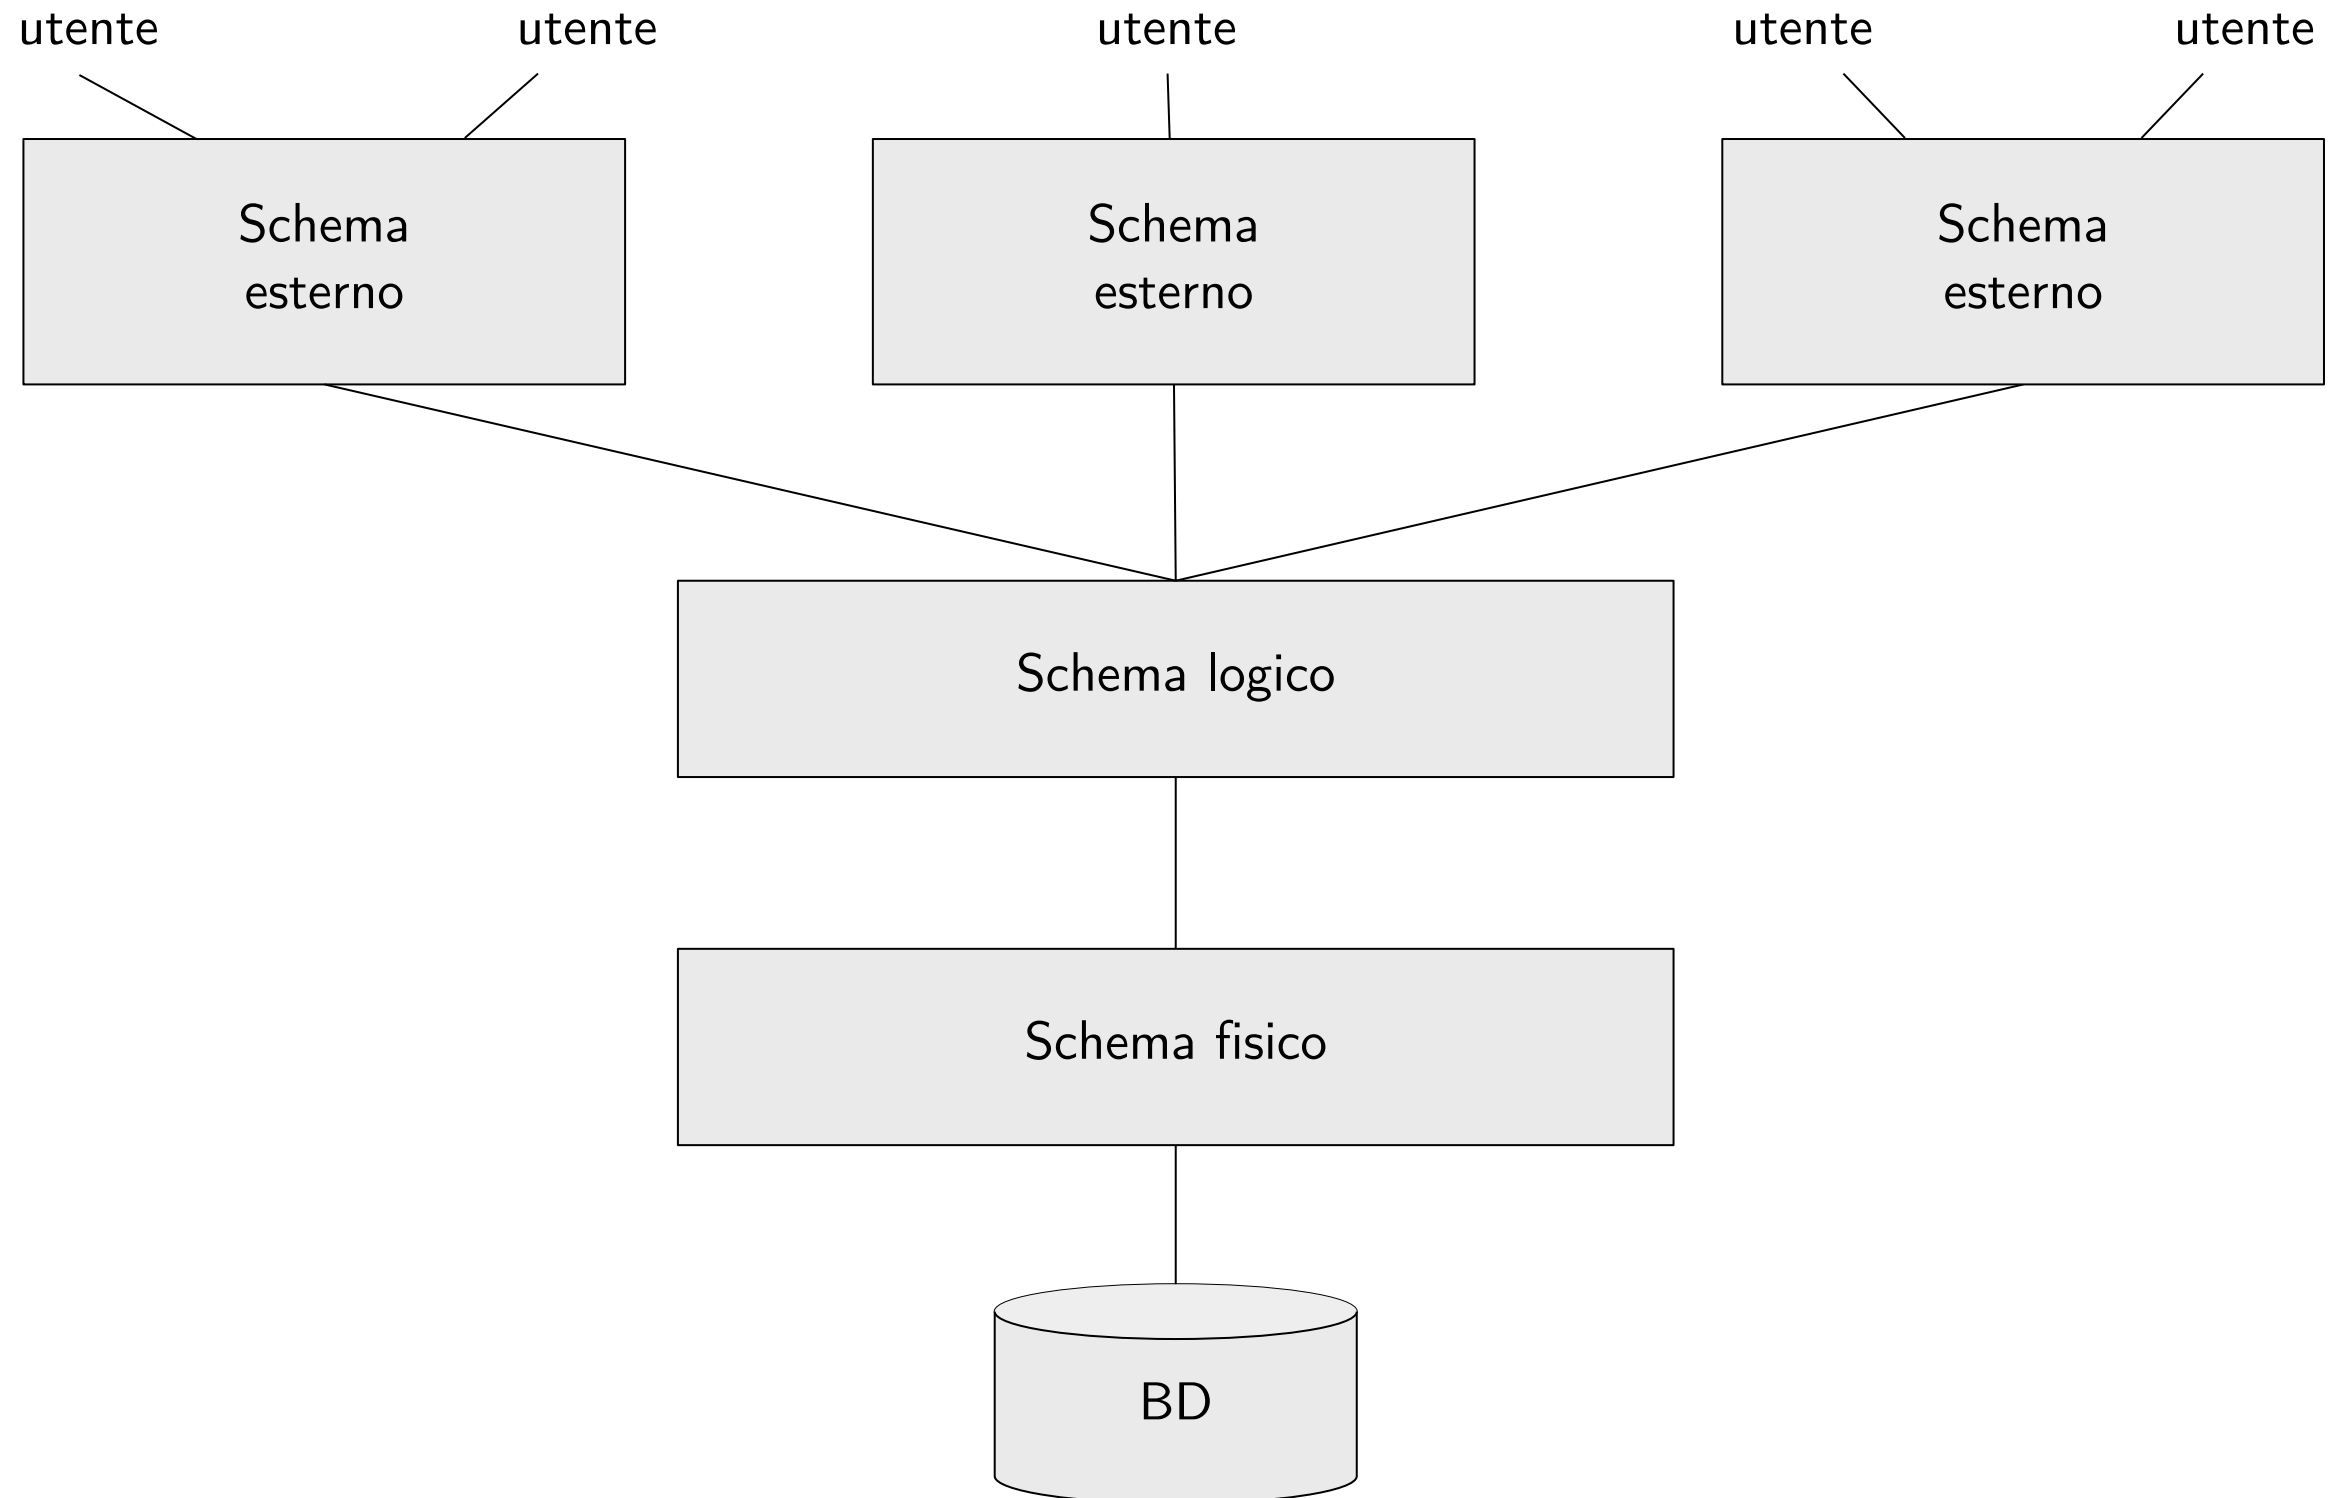 utente
utente
utente
utente
utente
Schema
esterno
Schema
esterno
Schema
esterno
Schema logico
Schema fisico
BD